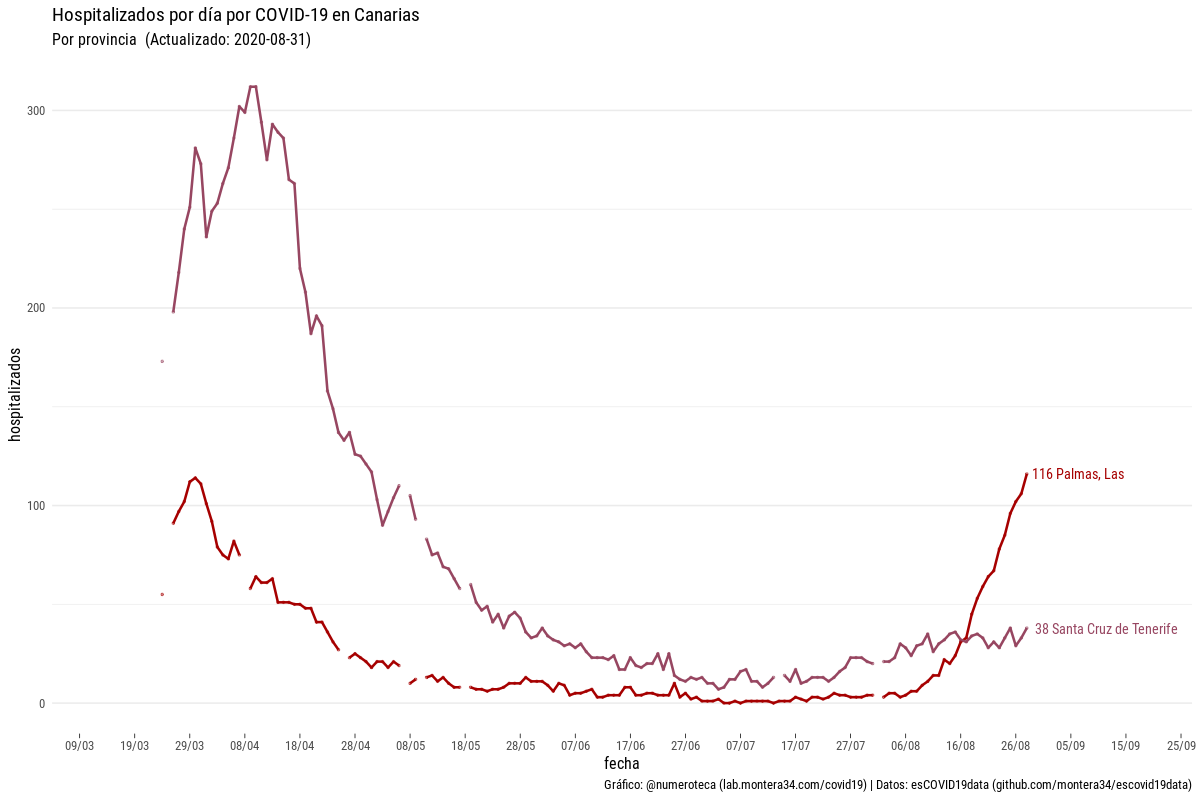 Hospitalizados por día por COVID-19 en Canarias
Por provincia  (Actualizado: 2020-08-31)
hospitalizados
300
200
100
0
116 Palmas, Las
38 Santa Cruz de Tenerife
09/03 19/03 29/03 08/04 18/04 28/04 08/05 18/05 28/05 07/06 17/06 27/06 07/07 17/07 27/07 06/08 16/08 26/08 05/09 15/09 25/09
fecha
Gráfico: @numeroteca (lab.montera34.com/covid19) | Datos: esCOVID19data (github.com/montera34/escovid19data)